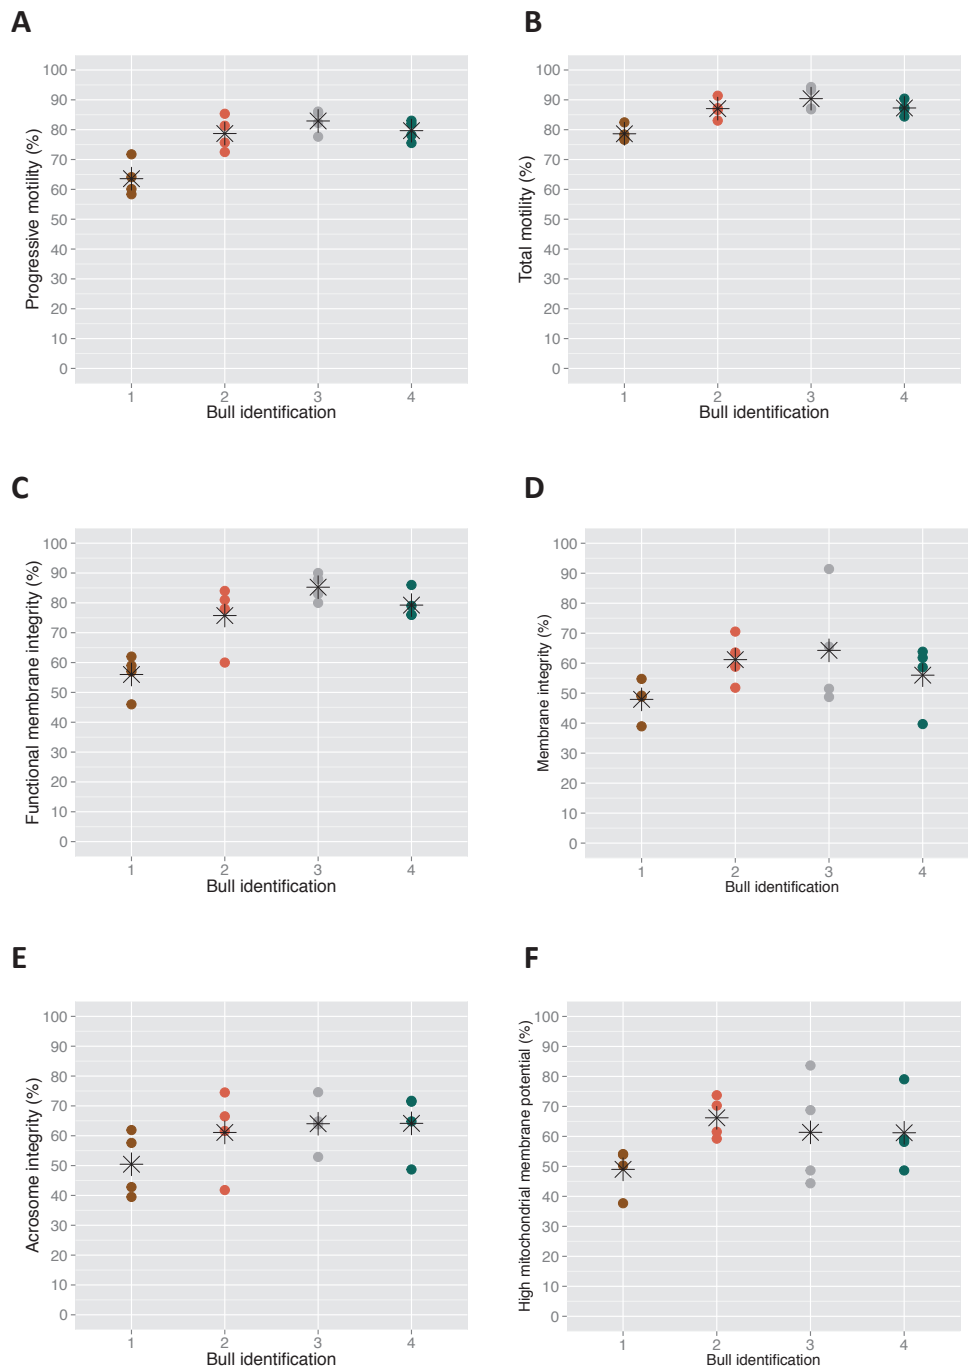 A
Progressive motility (%)
100
90
80
70
60
50
40
30
20
10
0
1 2 3 4
Bull identification
B
Total motility (%)
100
90
80
70
60
50
40
30
20
10
0
1 2 3 4
Bull identification
C
Functional membrane integrity (%)
100
90
80
70
60
50
40
30
20
10
0
1 2 3 4
Bull identification
D
Membrane integrity (%)
100
90
80
70
60
50
40
30
20
10
0
1 2 3 4
Bull identification
E
Acrosome integrity (%)
100
90
80
70
60
50
40
30
20
10
0
1 2 3 4
Bull identification
F
High mitochondrial membrane potential (%)
100
90
80
70
60
50
40
30
20
10
0
1 2 3 4
Bull identification